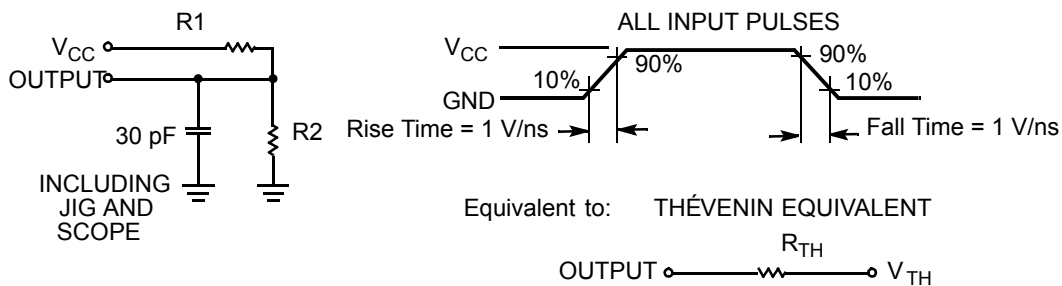 R1
V_CC
OUTPUT
30 pF
R2
INCLUDING
JIG AND
SCOPE
ALL INPUT PULSES
V_CC
90%
90%
10%
10%
GND
Rise Time = 1 V/ns
Fall Time = 1 V/ns
Equivalent to: THÉVENIN EQUIVALENT
R_TH
OUTPUT
V_TH